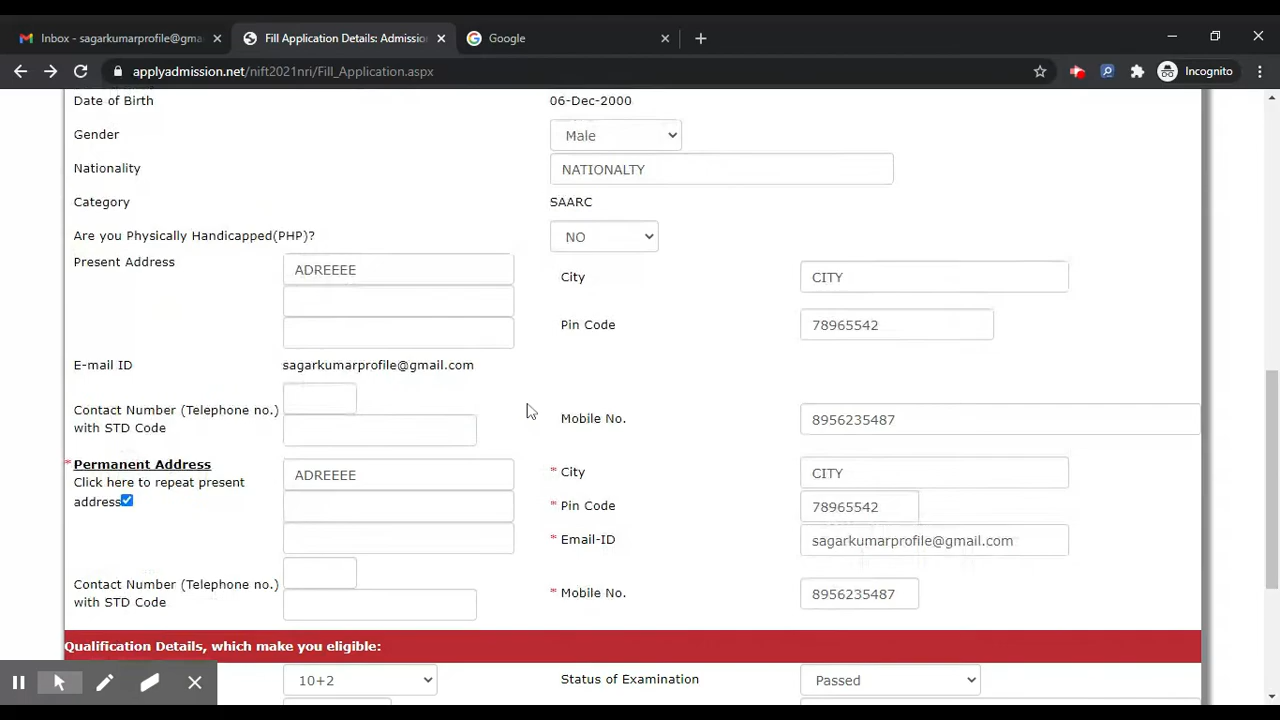 Inbox - sagarkumarprofile@gma
Fill Application Details: Admissio
Google
applyadmission.net/nift2021nri/Fill_Application.aspx
Incognito
Date of Birth 06-Dec-2000
Gender Male
Nationality NATIONALTY
Category SAARC
Are you Physically Handicapped(PHP)? NO
Present Address ADREEEE City CITY
Pin Code 78965542
E-mail ID sagarkumarprofile@gmail.com
Contact Number (Telephone no.)
with STD Code
Mobile No. 8956235487
* Permanent Address ADREEEE * City CITY
Click here to repeat present
address
* Pin Code 78965542
* Email-ID sagarkumarprofile@gmail.com
Contact Number (Telephone no.)
with STD Code
* Mobile No. 8956235487
Qualification Details, which make you eligible:
10+2 Status of Examination Passed